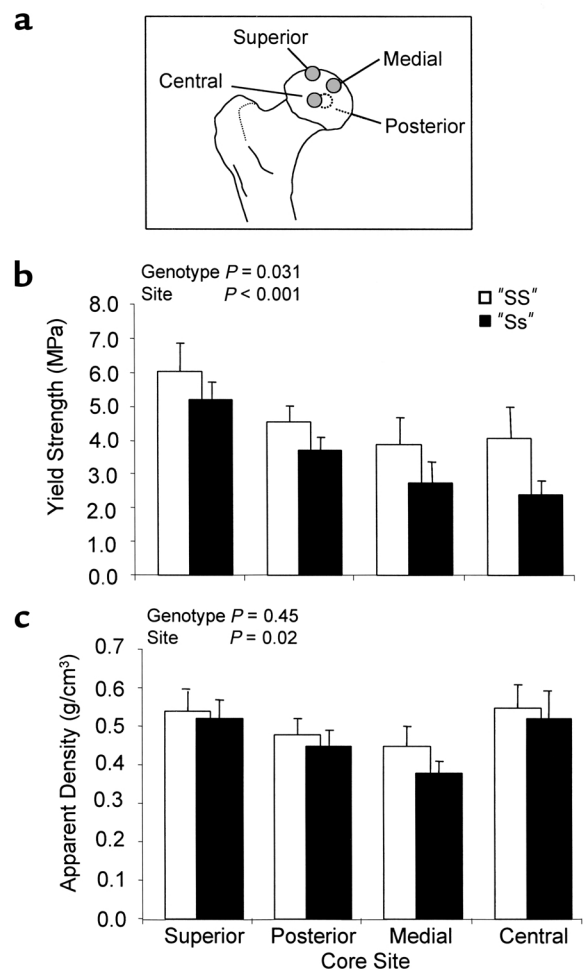 a
Superior
Medial
Central
Posterior
b
Genotype P = 0.031
Site P < 0.001
"SS"
"Ss"
Yield Strength (MPa)
8.0
7.0
6.0
5.0
4.0
3.0
2.0
1.0
0.0
c
Genotype P = 0.45
Site P = 0.02
Apparent Density (g/cm³)
0.7
0.6
0.5
0.4
0.3
0.2
0.1
0.0
Superior Posterior Medial Central
Core Site